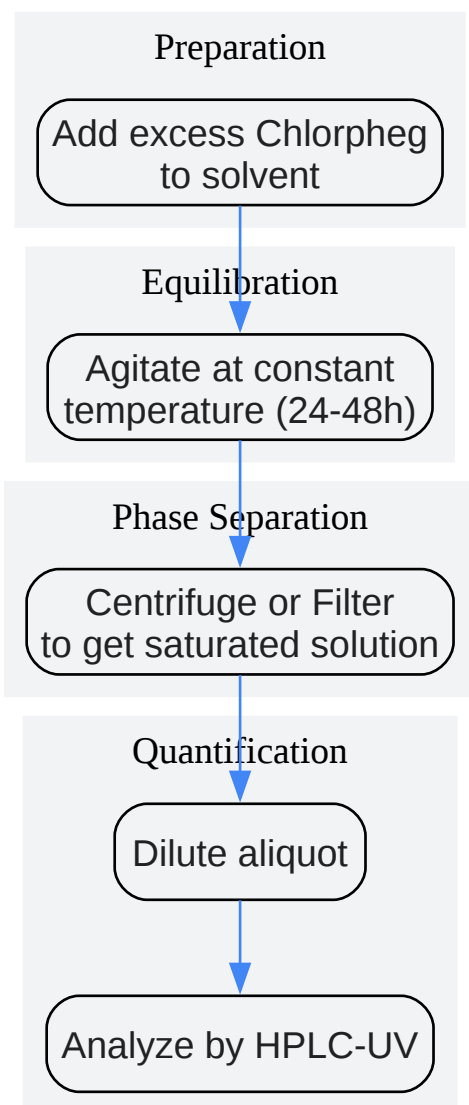 Preparation
Add excess Chlorpheg
to solvent
Equilibration
Agitate at constant
temperature (24-48h)
Phase Separation
Centrifuge or Filter
to get saturated solution
Quantification
Dilute aliquot
Analyze by HPLC-UV